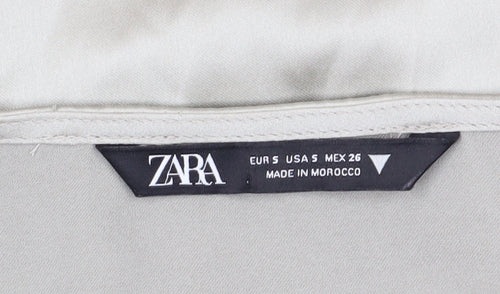 ZARA
EUR S USA S MEX 26
MADE IN MOROCCO